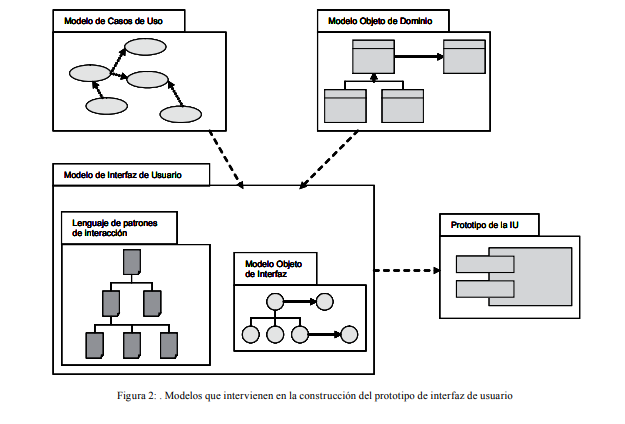 Modelo de Casos de Uso
Modelo Objeto de Dominio
Modelo de Interfaz de Usuario
Lenguaje de patrones
de interacción
Modelo Objeto
de Interfaz
Prototipo de la IU
Figura 2: . Modelos que intervienen en la construcción del prototipo de interfaz de usuario